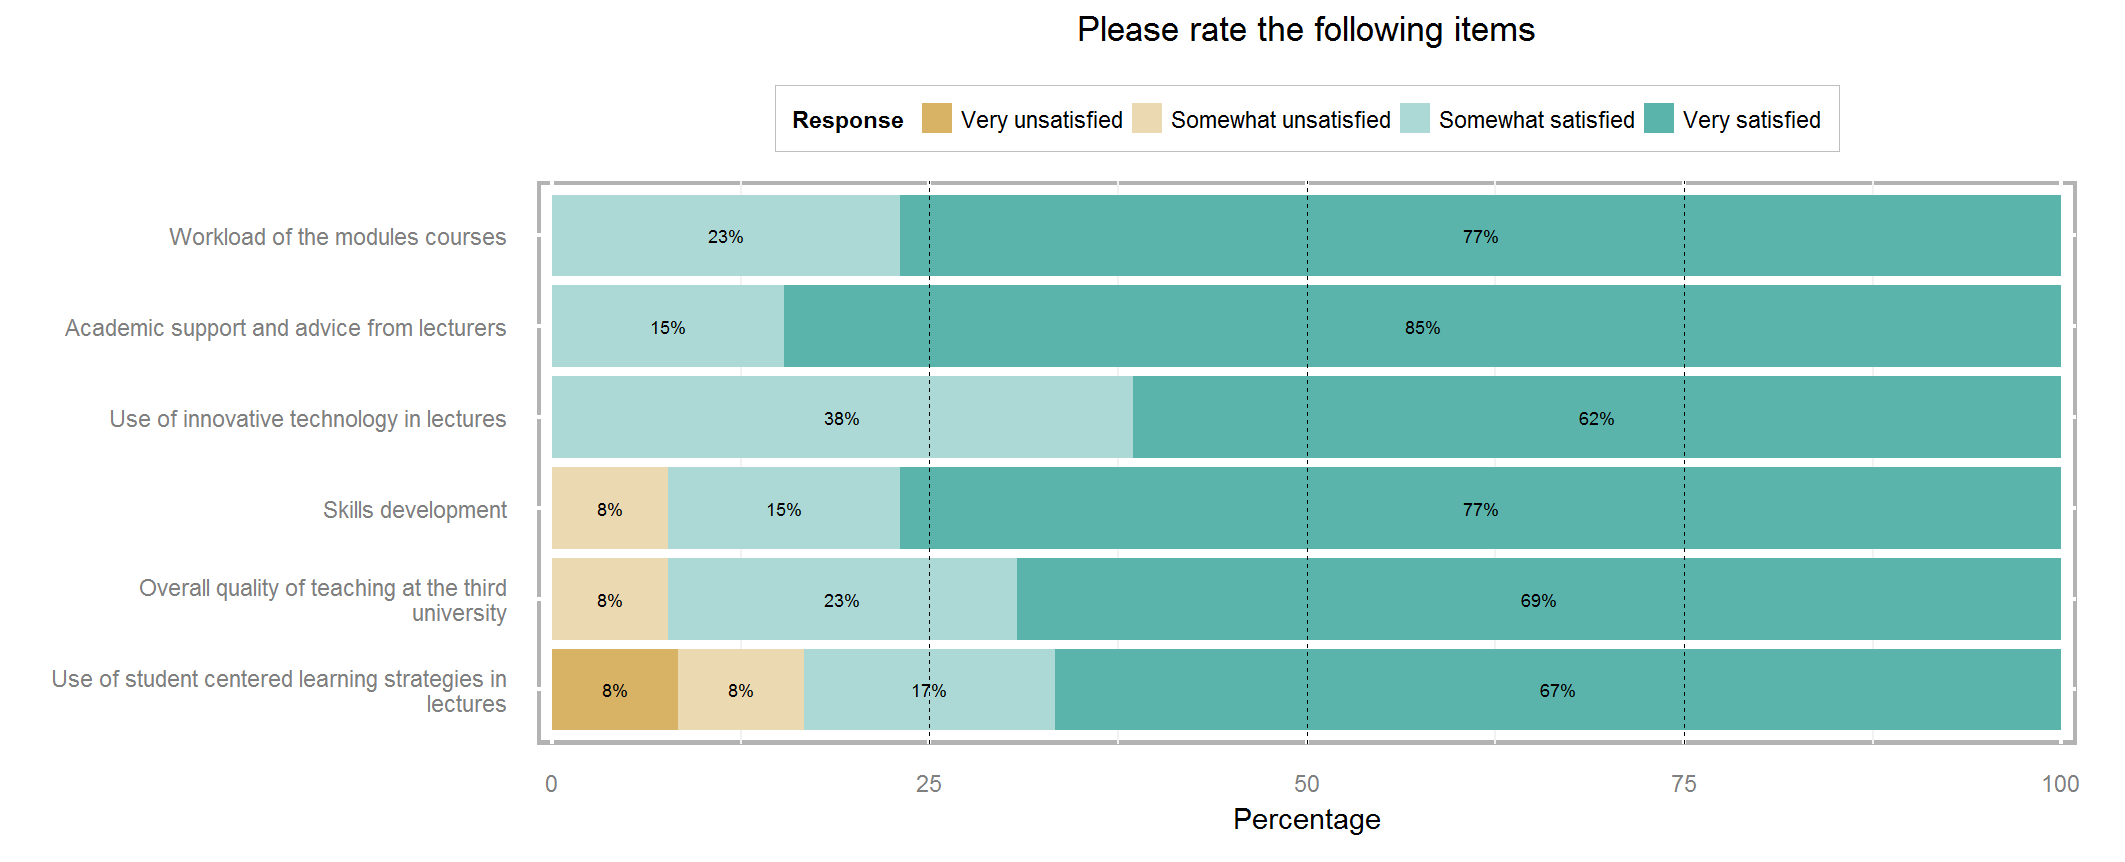 Please rate the following items
Response Very unsatisfied Somewhat unsatisfied Somewhat satisfied Very satisfied
Workload of the modules courses 23% 77%
Academic support and advice from lecturers 15% 85%
Use of innovative technology in lectures 38% 62%
Skills development 8% 15% 77%
Overall quality of teaching at the third
university
8% 23% 69%
Use of student centered learning strategies in
lectures
8% 8% 17% 67%
0 25 50 75 100
Percentage